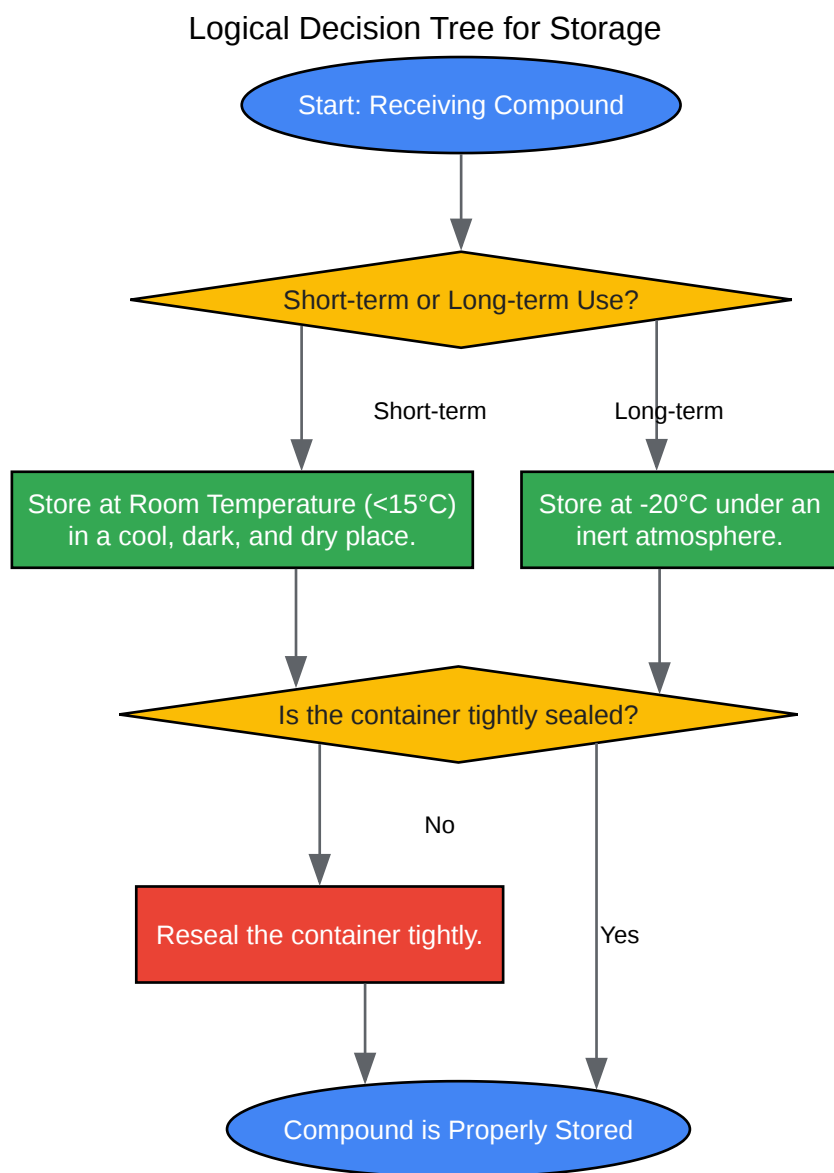 Logical Decision Tree for Storage
Start: Receiving Compound
Short-term or Long-term Use?
Short-term
Long-term
Store at Room Temperature (<15°C)
in a cool, dark, and dry place.
Store at -20°C under an
inert atmosphere.
Is the container tightly sealed?
No
Reseal the container tightly.
Yes
Compound is Properly Stored